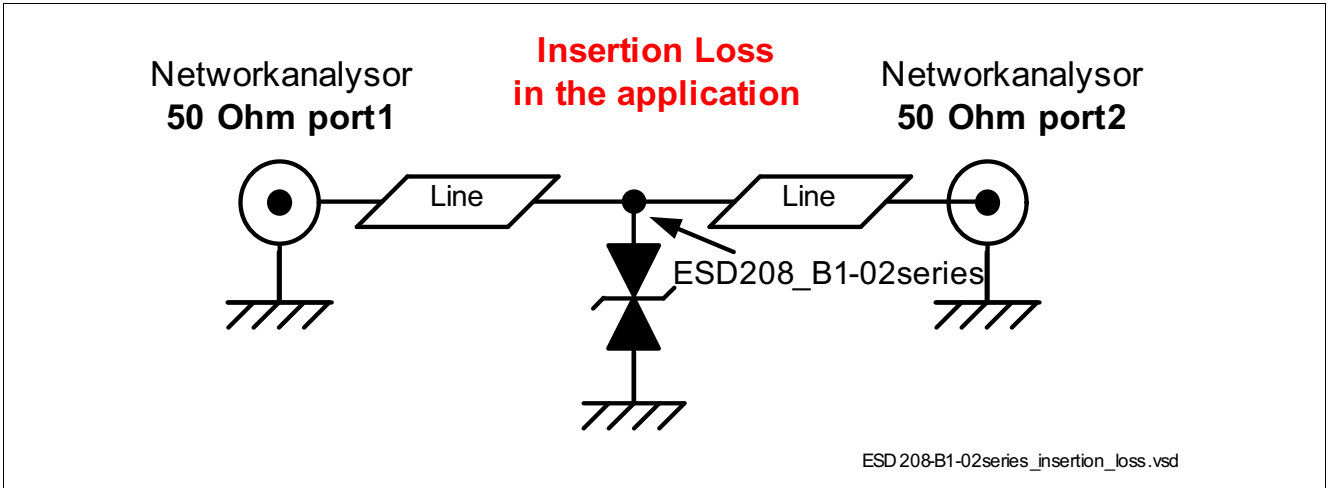 Insertion Loss
in the application
Networkanalysor
50 Ohm port1
Networkanalysor
50 Ohm port2
Line
Line
ESD208_B1-02series
ESD208-B1-02series_insertion_loss.vsd